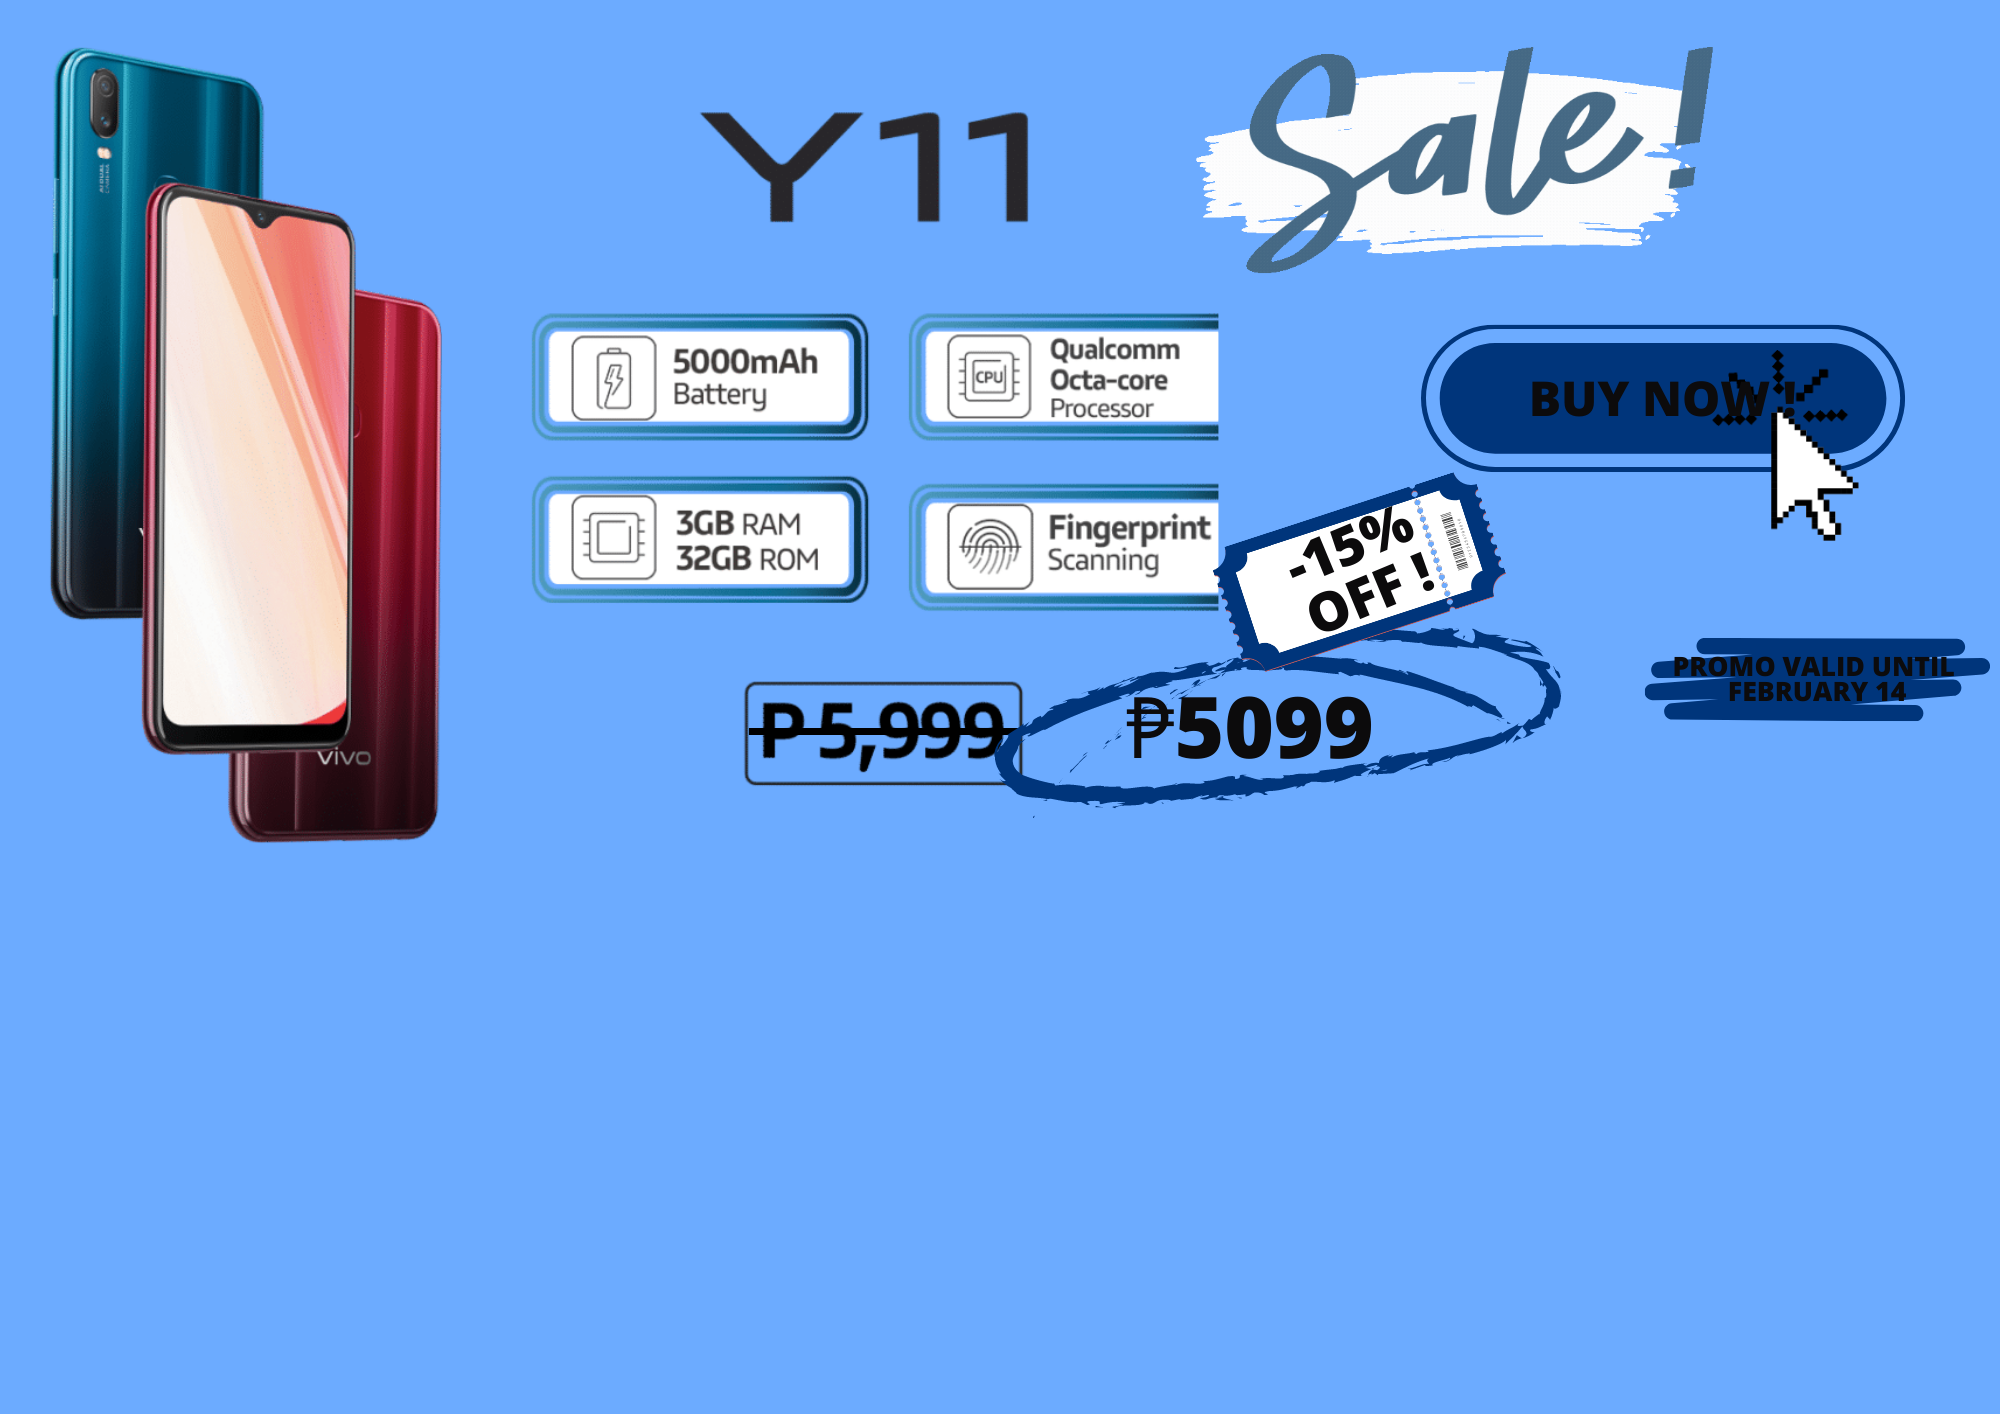 Y11
Sale!
5000mAh
Battery
Qualcomm
Octa-core
Processor
BUY NOW !
3GB RAM
32GB ROM
Fingerprint
Scanning
-15%
OFF !
P 5,999
₱5099
PROMO VALID UNTIL
FEBRUARY 14
vivo